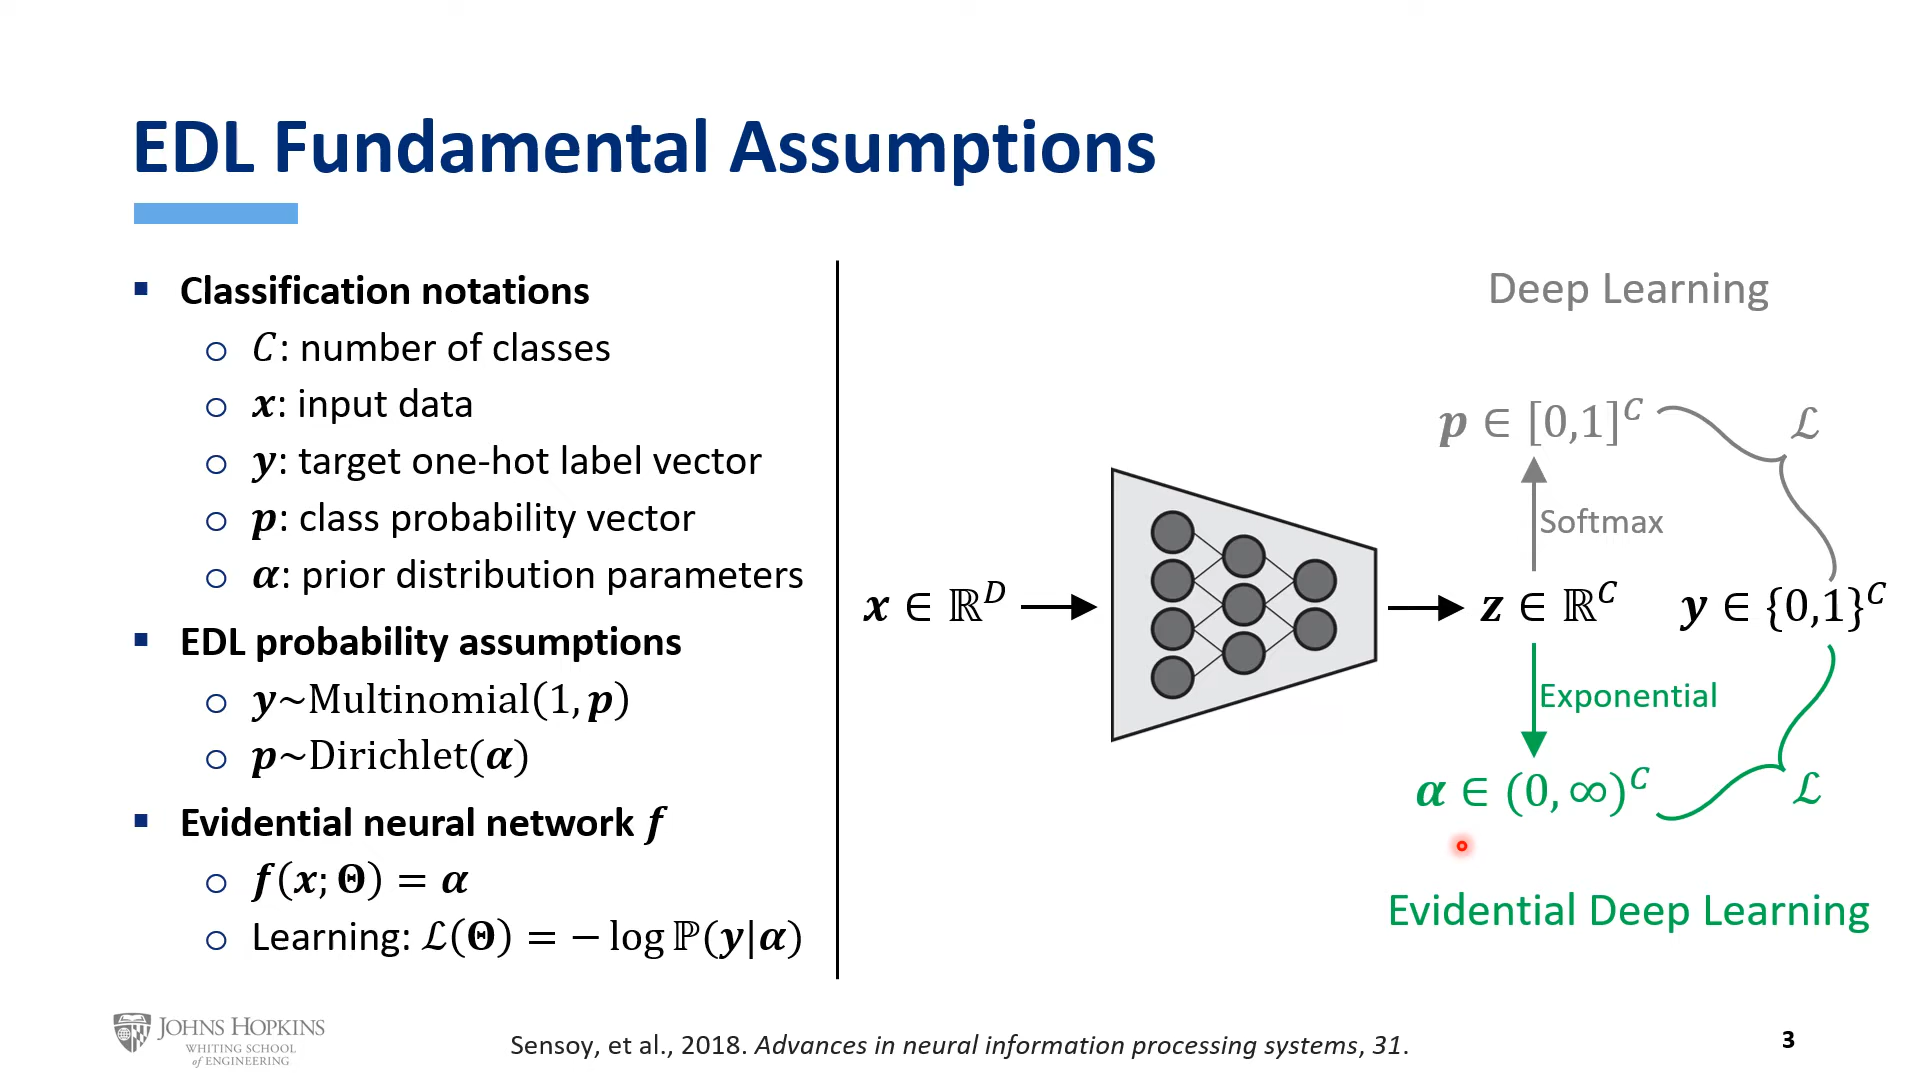 EDL Fundamental Assumptions
▪ Classification notations
○ 𝐶: number of classes
○ 𝒙: input data
○ 𝒚: target one-hot label vector
○ 𝒑: class probability vector
○ 𝜶: prior distribution parameters
▪ EDL probability assumptions
○ 𝒚~Multinomial(1, 𝒑)
○ 𝒑~Dirichlet(𝜶)
▪ Evidential neural network 𝒇
○ 𝒇(𝒙; 𝚯) = 𝜶
○ Learning: ℒ(𝚯) = − log ℙ(𝒚|𝜶)
Deep Learning
𝒑 ∈ [0,1]^𝐶
ℒ
Softmax
𝒙 ∈ ℝ^𝐷
𝒛 ∈ ℝ^𝐶
𝒚 ∈ {0,1}^𝐶
Exponential
𝜶 ∈ (0, ∞)^𝐶
ℒ
Evidential Deep Learning
JOHNS HOPKINS
WHITING SCHOOL
of ENGINEERING
Sensoy, et al., 2018. Advances in neural information processing systems, 31.
3